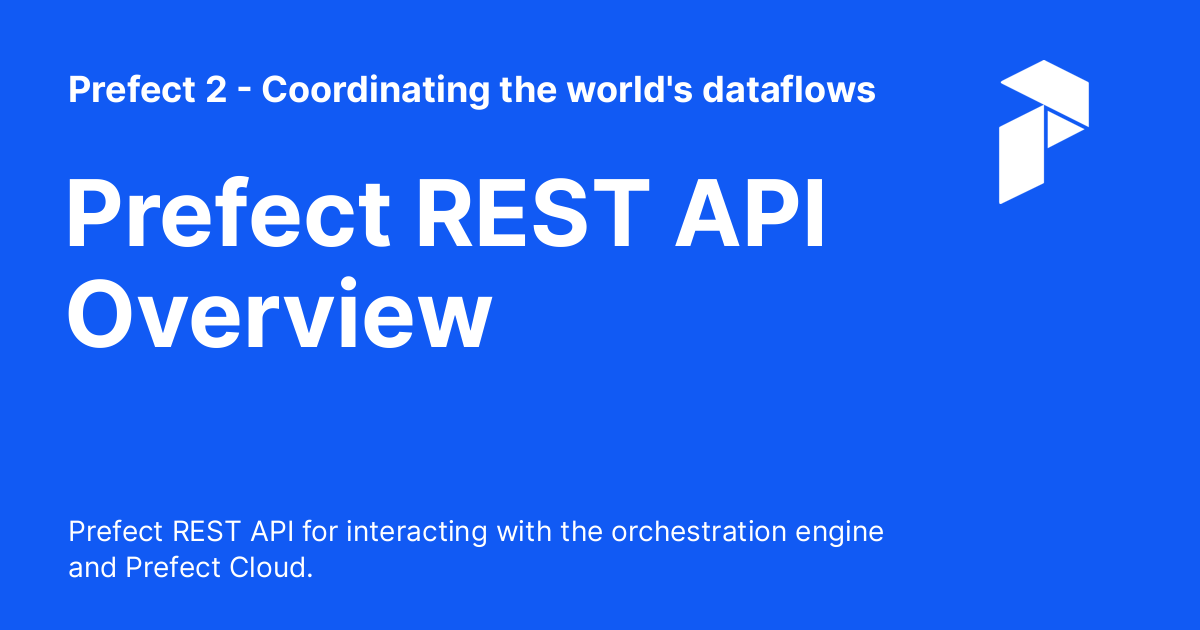 Prefect 2 - Coordinating the world's dataflows
Prefect REST API
Overview
Prefect REST API for interacting with the orchestration engine
and Prefect Cloud.